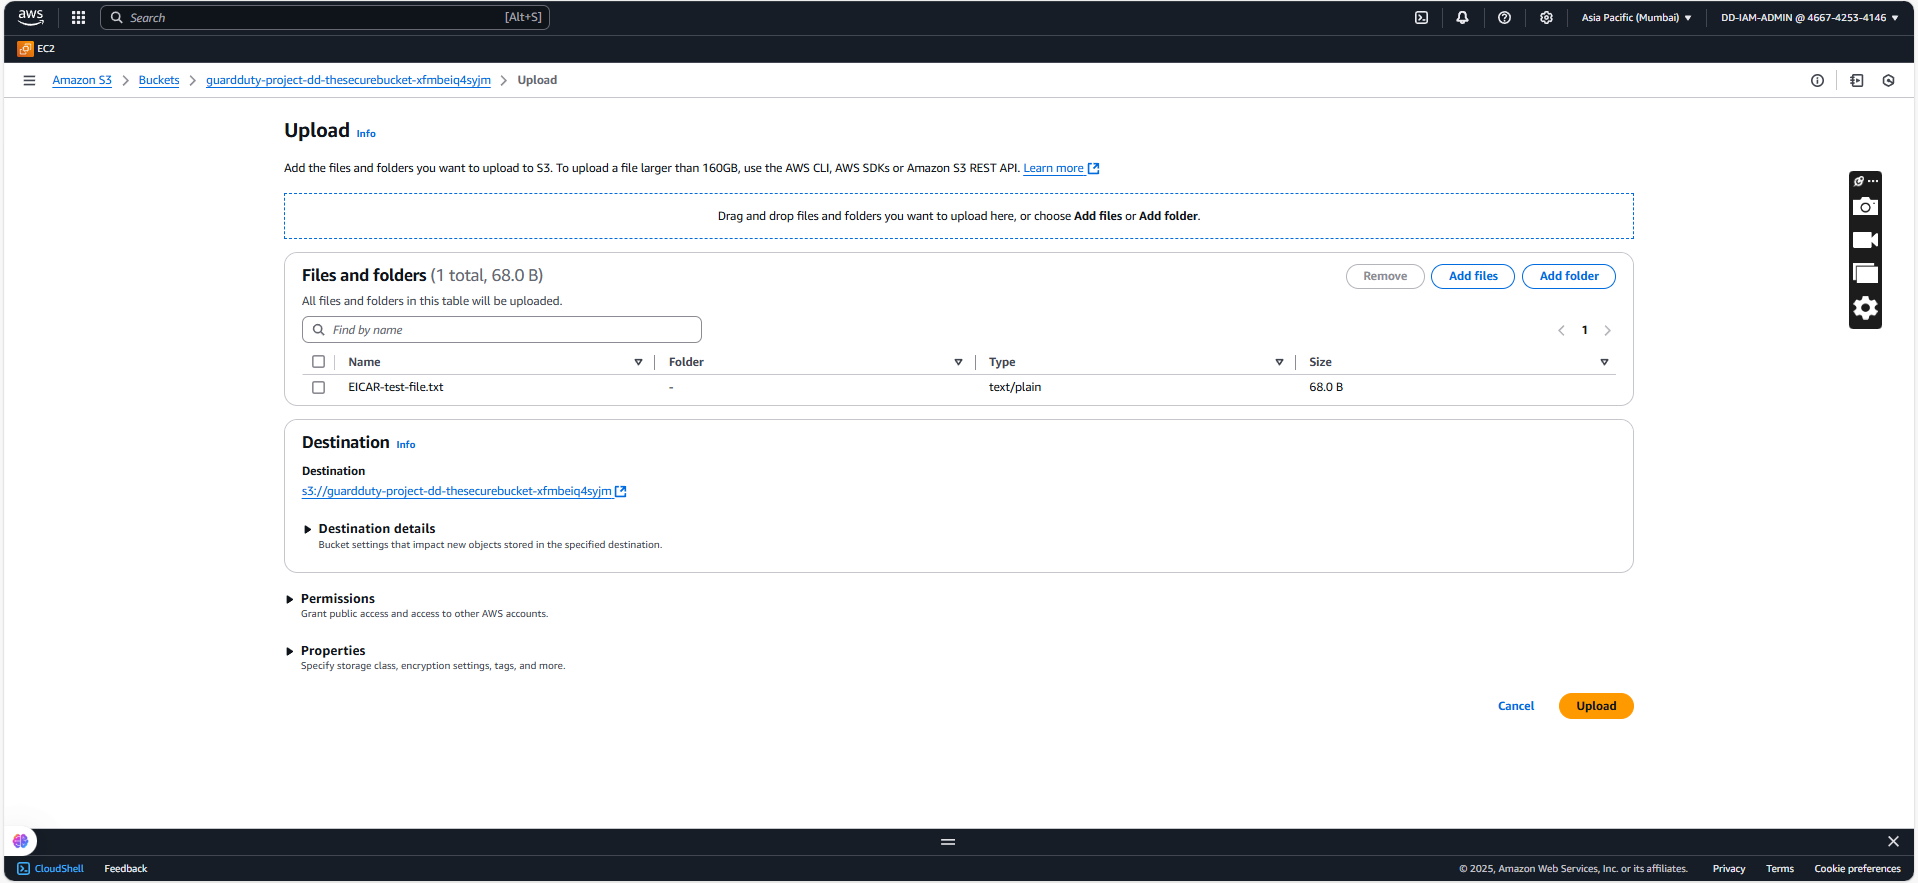 aws
Search [Alt+S] Asia Pacific (Mumbai) DD-IAM-ADMIN @ 4667-4253-4146
EC2
Amazon S3 Buckets guardduty-project-dd-thesecurebucket-xfmbeiq4syjm Upload
Upload Info
Add the files and folders you want to upload to S3. To upload a file larger than 160GB, use the AWS CLI, AWS SDKs or Amazon S3 REST API. Learn more
Drag and drop files and folders you want to upload here, or choose Add files or Add folder.
Files and folders (1 total, 68.0 B) Remove Add files Add folder
All files and folders in this table will be uploaded.
Find by name 1
Name Folder Type Size
EICAR-test-file.txt - text/plain 68.0 B
Destination Info
Destination
s3://guardduty-project-dd-thesecurebucket-xfmbeiq4syjm
Destination details
Bucket settings that impact new objects stored in the specified destination.
Permissions
Grant public access and access to other AWS accounts.
Properties
Specify storage class, encryption settings, tags, and more.
Cancel Upload
CloudShell Feedback © 2025, Amazon Web Services, Inc. or its affiliates. Privacy Terms Cookie preferences